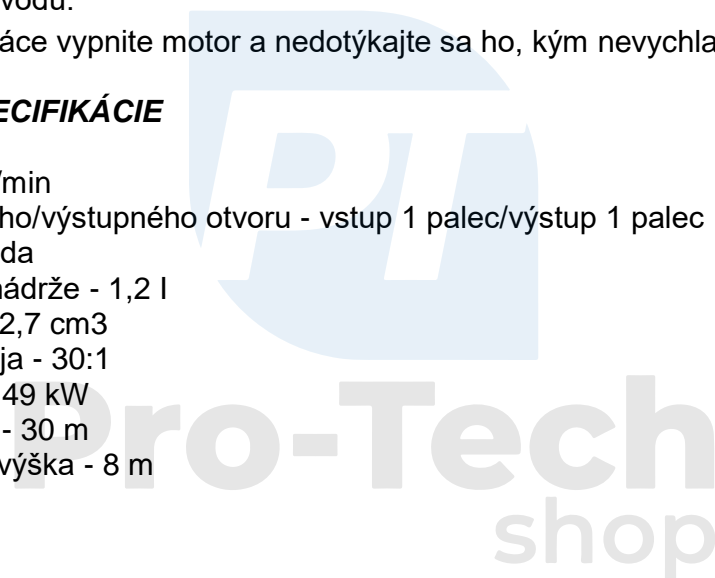 vodu.
áce vypnite motor a nedotýkajte sa ho, kým nevychla
ECIFIKÁCIE
/min
ho/výstupného otvoru - vstup 1 palec/výstup 1 palec
da
nádrže - 1,2 l
2,7 cm3
ja - 30:1
49 kW
- 30 m
výška - 8 m
PT
Pro-Tech
shop